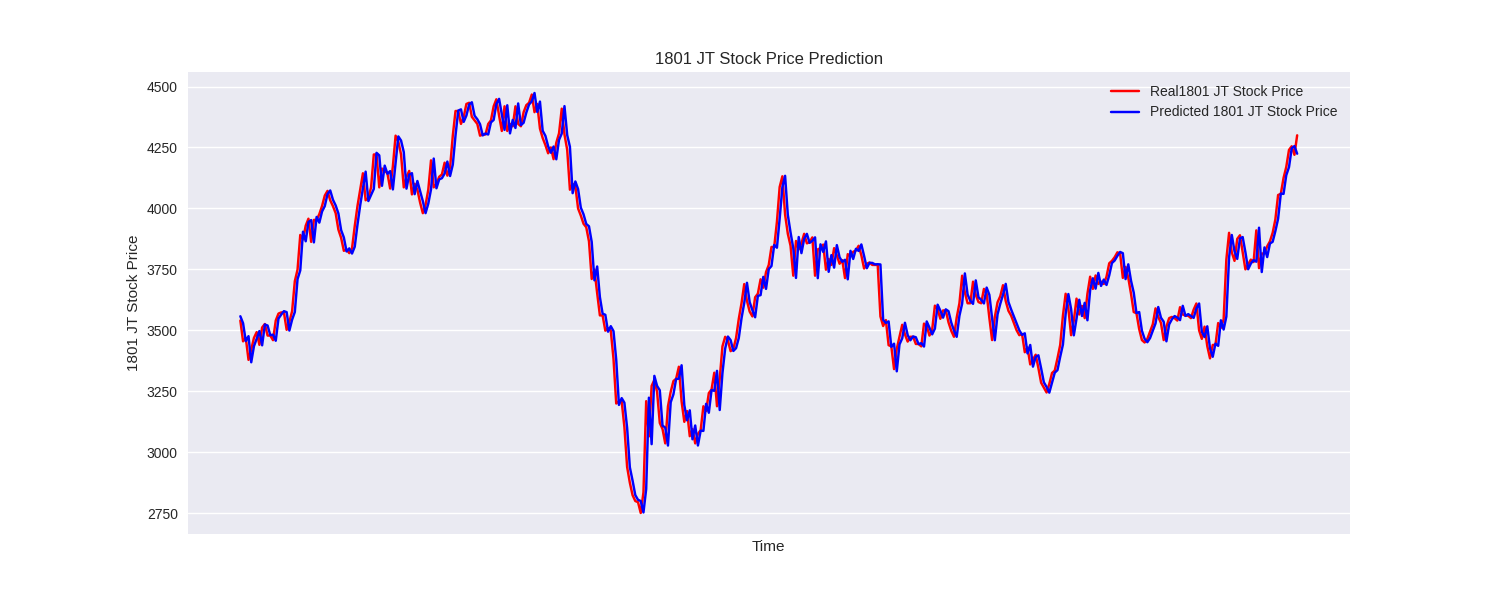 1801 JT Stock Price Prediction
Real1801 JT Stock Price
Predicted 1801 JT Stock Price
1801 JT Stock Price
4500
4250
4000
3750
3500
3250
3000
2750
Time